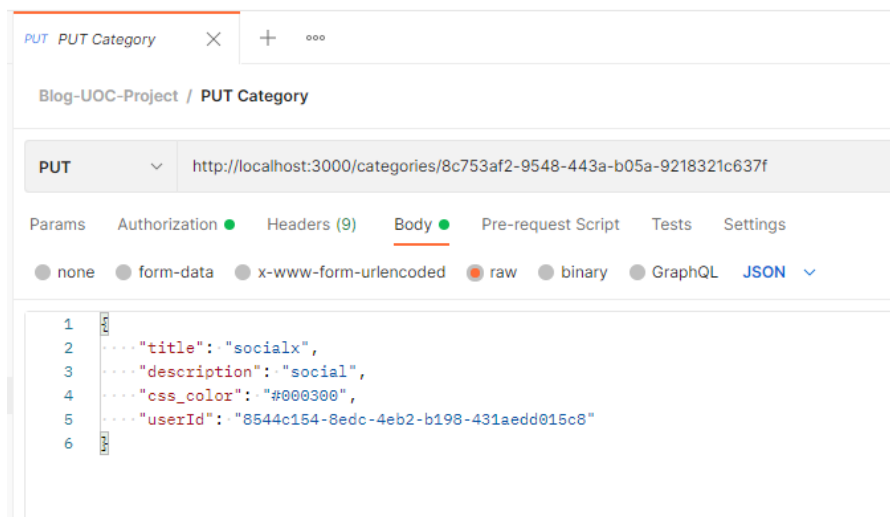 PUT PUT Category
Blog-UOC-Project / PUT Category
PUT http://localhost:3000/categories/8c753af2-9548-443a-b05a-9218321c637f
Params Authorization Headers (9) Body Pre-request Script Tests Settings
none form-data x-www-form-urlencoded raw binary GraphQL JSON
1 {
2 "title": "socialx",
3 "description": "social",
4 "css_color": "#000300",
5 "userId": "8544c154-8edc-4eb2-b198-431aedd015c8"
6 }